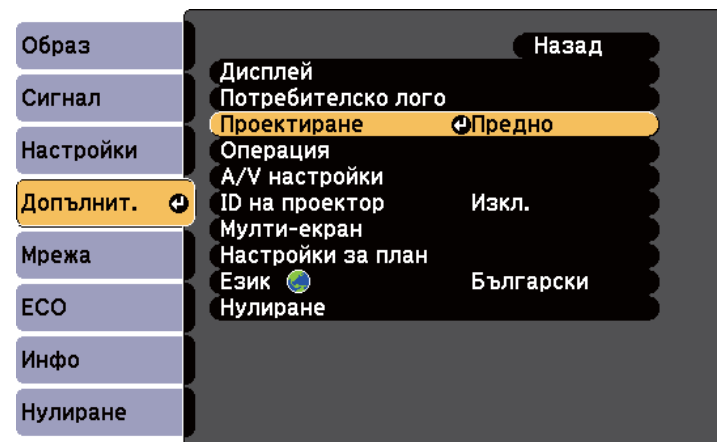 Образ
Сигнал
Настройки
Допълнит.
Мрежа
ECO
Инфо
Нулиране
Назад
Дисплей
Потребителско лого
Проектиране Предно
Операция
A/V настройки
ID на проектор Изкл.
Мулти-екран
Настройки за план
Език Български
Нулиране